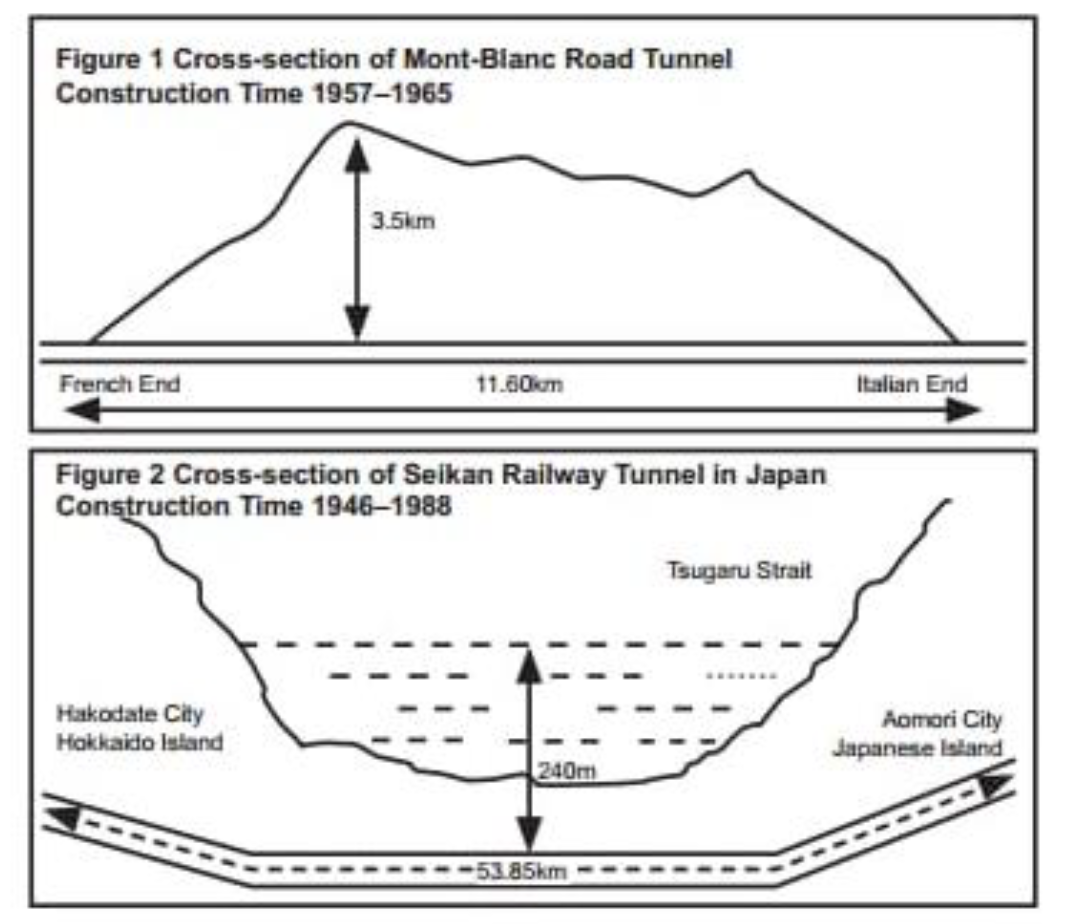 Figure 1 Cross-section of Mont-Blanc Road Tunnel
Construction Time 1957–1965
3.5km
French End
11.60km
Italian End
Figure 2 Cross-section of Seikan Railway Tunnel in Japan
Construction Time 1946–1988
Tsugaru Strait
Hakodate City
Hokkaido Island
Aomori City
Japanese Island
240m
53.85km